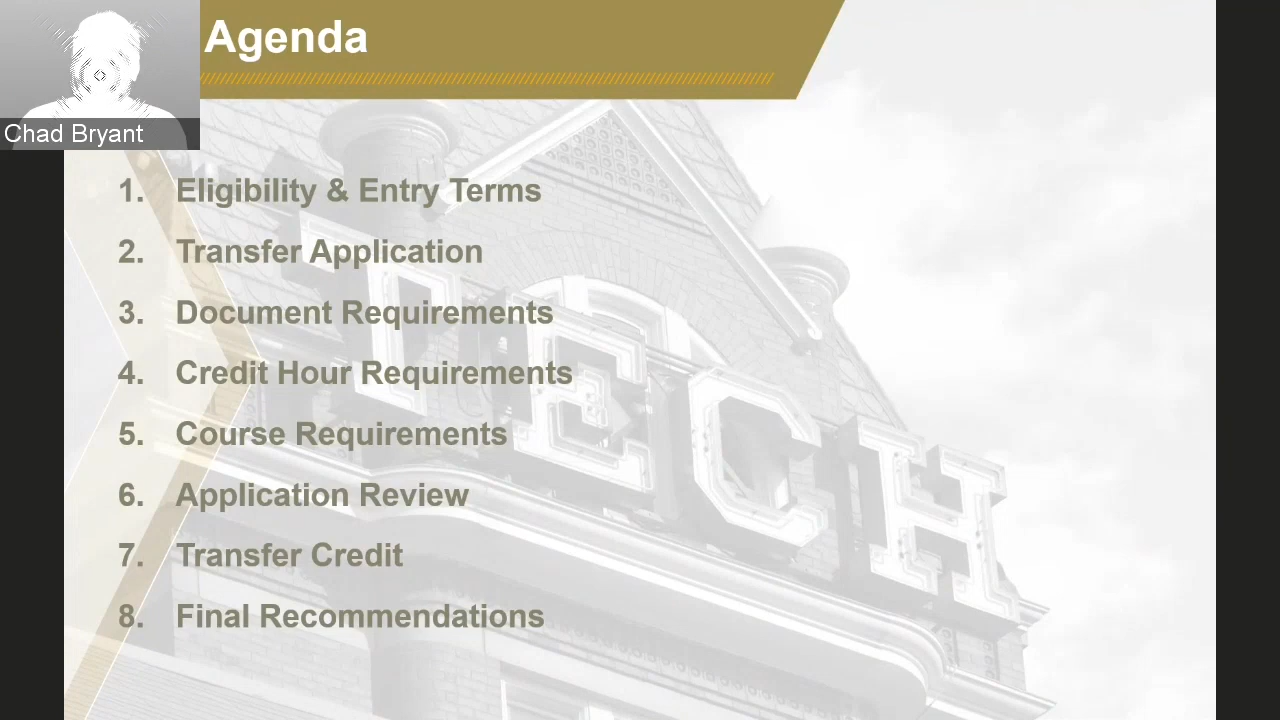 Agenda
Chad Bryant
1. Eligibility & Entry Terms
2. Transfer Application
3. Document Requirements
4. Credit Hour Requirements
5. Course Requirements
6. Application Review
7. Transfer Credit
8. Final Recommendations
TECH